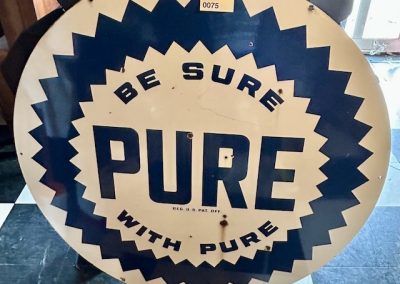 0075
BE SURE
PURE
REG. U. S. PAT. OFF.
WITH PURE